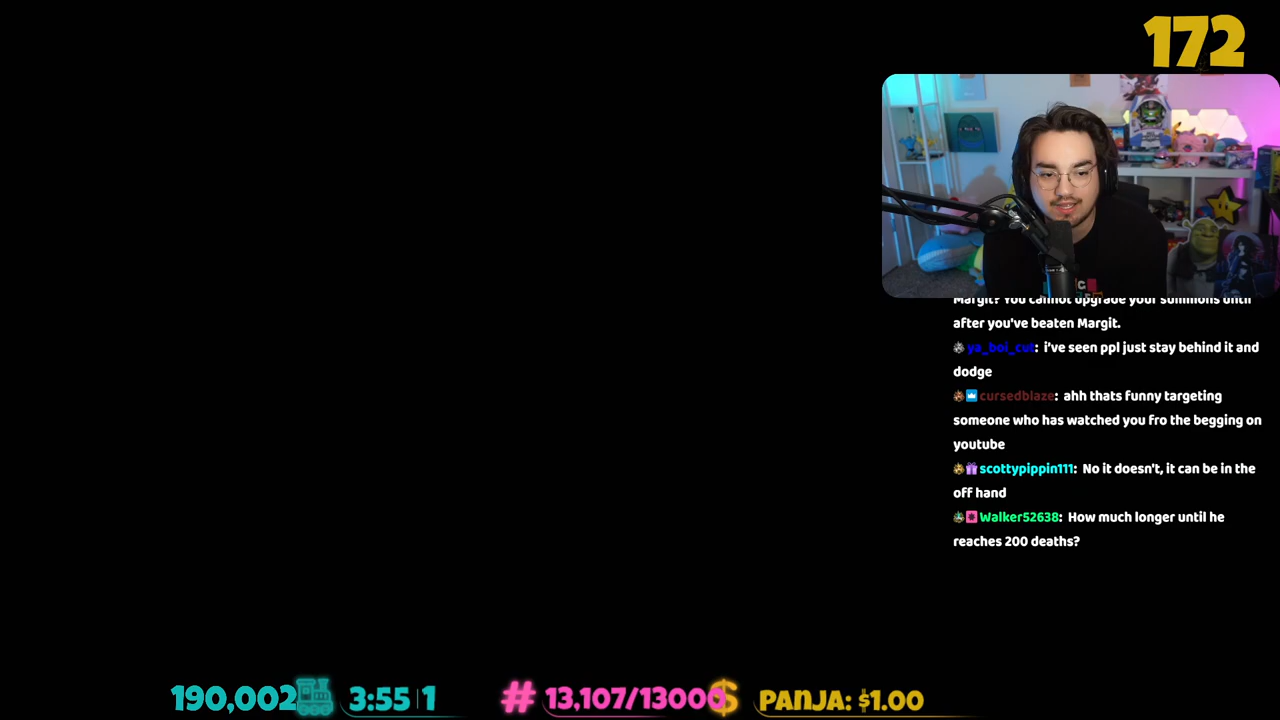 172
Margit? You cannot upgrade your summons until
after you've beaten Margit.
ya_boi_cut: i've seen ppl just stay behind it and
dodge
cursedblaze: ahh thats funny targeting
someone who has watched you fro the begging on
youtube
scottypippin111: No it doesn't, it can be in the
off hand
Walker52638: How much longer until he
reaches 200 deaths?
190,002 3:55 1 # 13,107/13000 $ PANJA: $1.00